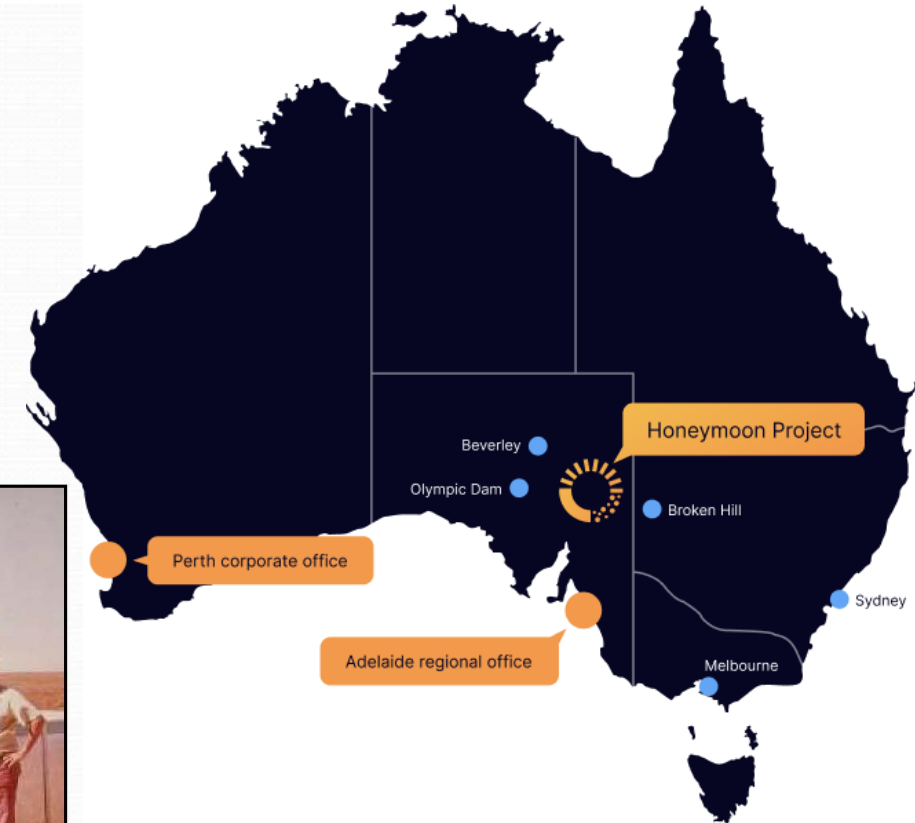 Honeymoon Project
Beverley
Olympic Dam
Broken Hill
Perth corporate office
Sydney
Adelaide regional office
Melbourne